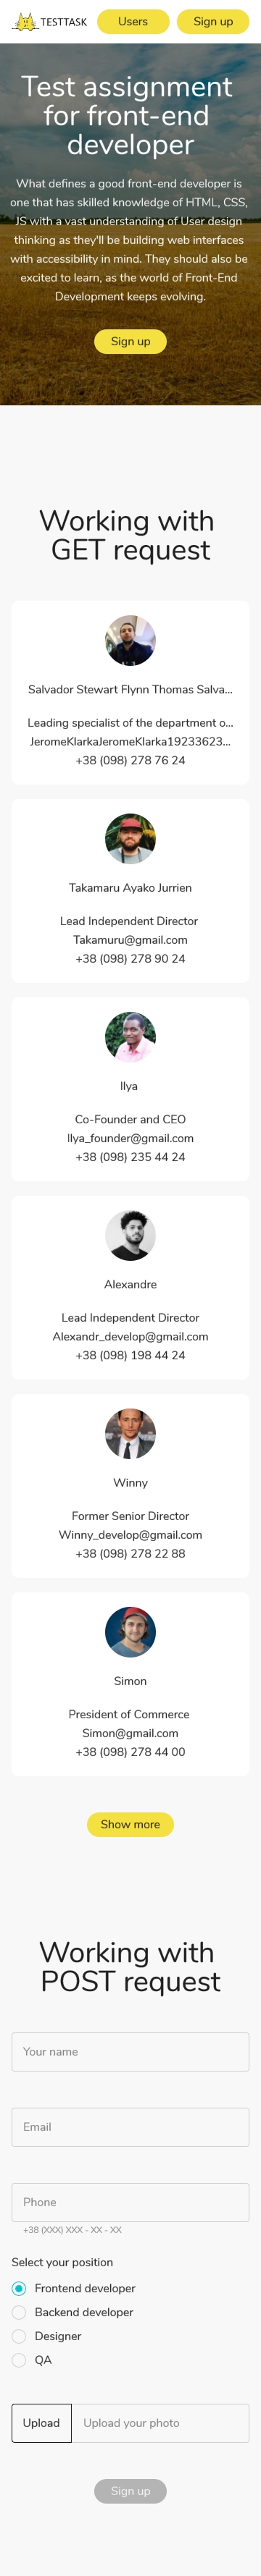 TESTTASK
Users
Sign up
Test assignment
for front-end
developer
What defines a good front-end developer is
one that has skilled knowledge of HTML, CSS,
JS with a vast understanding of User design
thinking as they'll be building web interfaces
with accessibility in mind. They should also be
excited to learn, as the world of Front-End
Development keeps evolving.
Sign up
Working with
GET request
Salvador Stewart Flynn Thomas Salva...
Leading specialist of the department o...
JeromeKlarkaJeromeKlarka19233623...
+38 (098) 278 76 24
Takamaru Ayako Jurrien
Lead Independent Director
Takamuru@gmail.com
+38 (098) 278 90 24
Ilya
Co-Founder and CEO
Ilya_founder@gmail.com
+38 (098) 235 44 24
Alexandre
Lead Independent Director
Alexandr_develop@gmail.com
+38 (098) 198 44 24
Winny
Former Senior Director
Winny_develop@gmail.com
+38 (098) 278 22 88
Simon
President of Commerce
Simon@gmail.com
+38 (098) 278 44 00
Show more
Working with
POST request
Your name
Email
Phone
+38 (XXX) XXX - XX - XX
Select your position
Frontend developer
Backend developer
Designer
QA
Upload
Upload your photo
Sign up